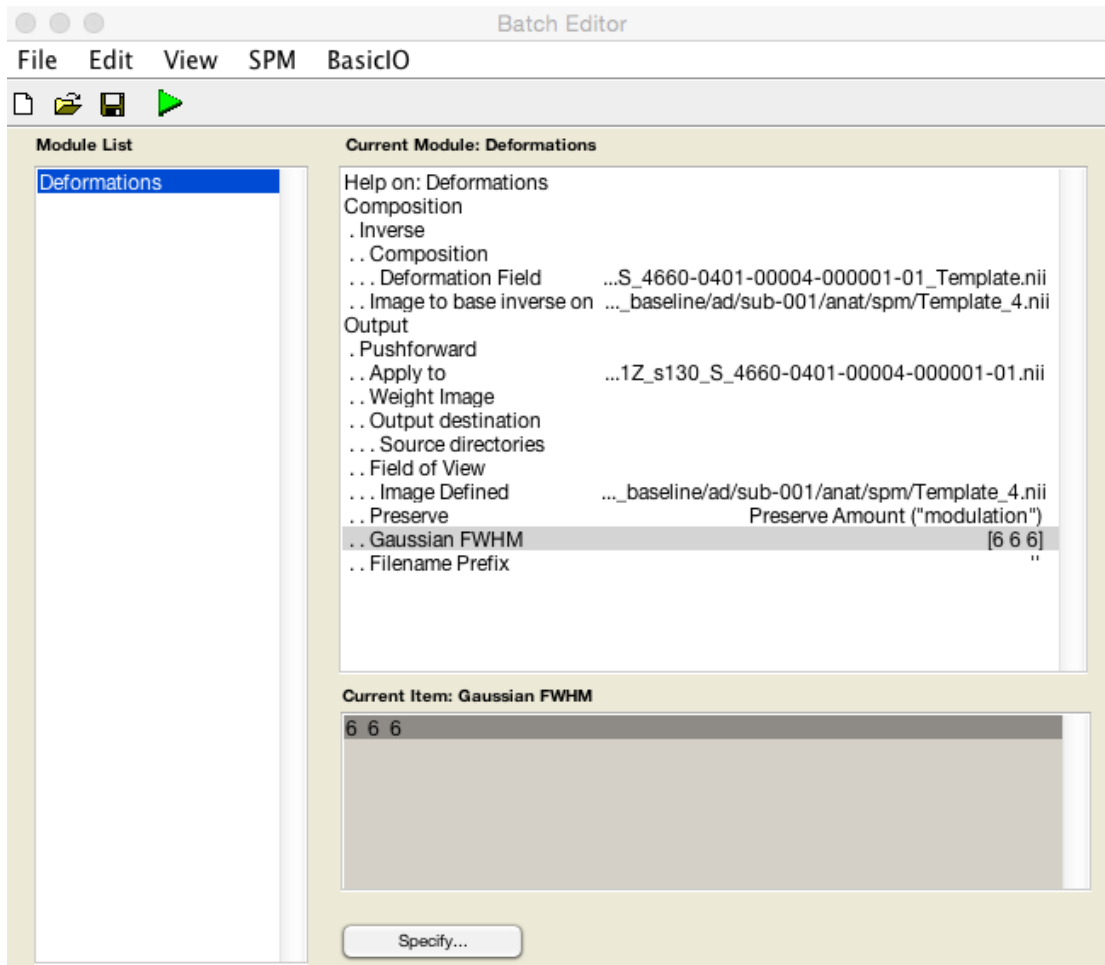 Batch Editor
File Edit View SPM BasicIO
Module List
Deformations
Current Module: Deformations
Help on: Deformations
Composition
. Inverse
. . Composition
. . . Deformation Field ...S_4660-0401-00004-000001-01_Template.nii
. . Image to base inverse on ..._baseline/ad/sub-001/anat/spm/Template_4.nii
Output
. Pushforward
. . Apply to ...1Z_s130_S_4660-0401-00004-000001-01.nii
. . Weight Image
. . Output destination
. . . Source directories
. . Field of View
. . . Image Defined ..._baseline/ad/sub-001/anat/spm/Template_4.nii
. . Preserve Preserve Amount ("modulation")
. . Gaussian FWHM [6 6 6]
. . Filename Prefix ''
Current Item: Gaussian FWHM
6 6 6
Specify...